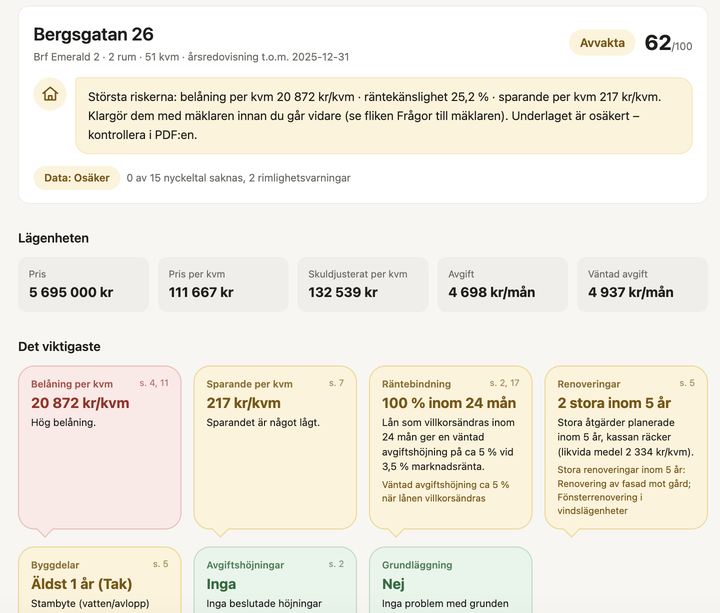 Bergsgatan 26
Brf Emerald 2 · 2 rum · 51 kvm · årsredovisning t.o.m. 2025-12-31
Avvakta
62/100
Största riskerna: belåning per kvm 20 872 kr/kvm · räntekänslighet 25,2 % · sparande per kvm 217 kr/kvm.
Klargör dem med mäklaren innan du går vidare (se fliken Frågor till mäklaren). Underlaget är osäkert –
kontrollera i PDF:en.
Data: Osäker
0 av 15 nyckeltal saknas, 2 rimlighetsvarningar
Lägenheten
Pris
5 695 000 kr
Pris per kvm
111 667 kr
Skuldjusterat per kvm
132 539 kr
Avgift
4 698 kr/mån
Väntad avgift
4 937 kr/mån
Det viktigaste
Belåning per kvm
s. 4, 11
20 872 kr/kvm
Hög belåning.
Sparande per kvm
s. 7
217 kr/kvm
Sparandet är något lågt.
Räntebindning
s. 2, 17
100 % inom 24 mån
Lån som villkorsändras inom
24 mån ger en väntad
avgiftshöjning på ca 5 % vid
3,5 % marknadsränta.
Väntad avgiftshöjning ca 5 %
när lånen villkorsändras
Renoveringar
s. 5
2 stora inom 5 år
Stora åtgärder planerade
inom 5 år, kassan räcker
(likvida medel 2 334 kr/kvm).
Stora renoveringar inom 5 år:
Renovering av fasad mot gård;
Fönsterrenovering i
vindslägenheter
Byggdelar
s. 5
Äldst 1 år (Tak)
Stambyte (vatten/avlopp)
Avgiftshöjningar
s. 2
Inga
Inga beslutade höjningar
Grundläggning
Nej
Inga problem med grunden